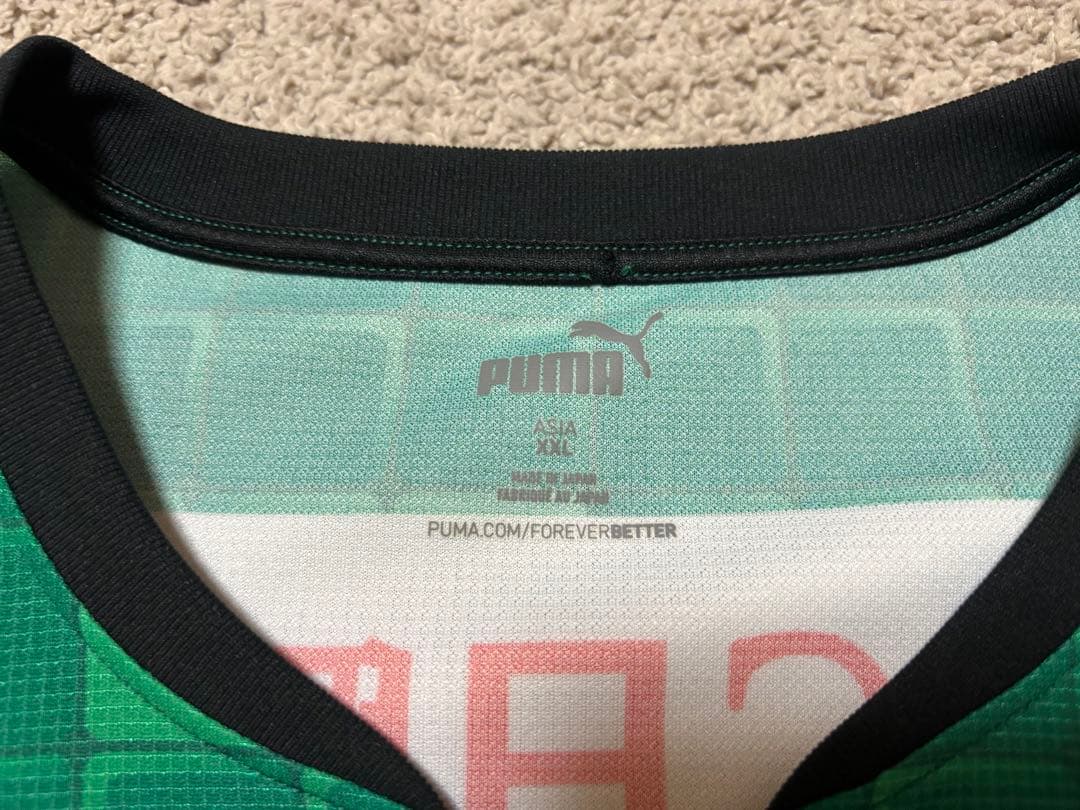 PUMA
ASIA
XXL
MADE IN JAPAN
FABRIQUÉ AU JAPON
PUMA.COM/FOREVERBETTER